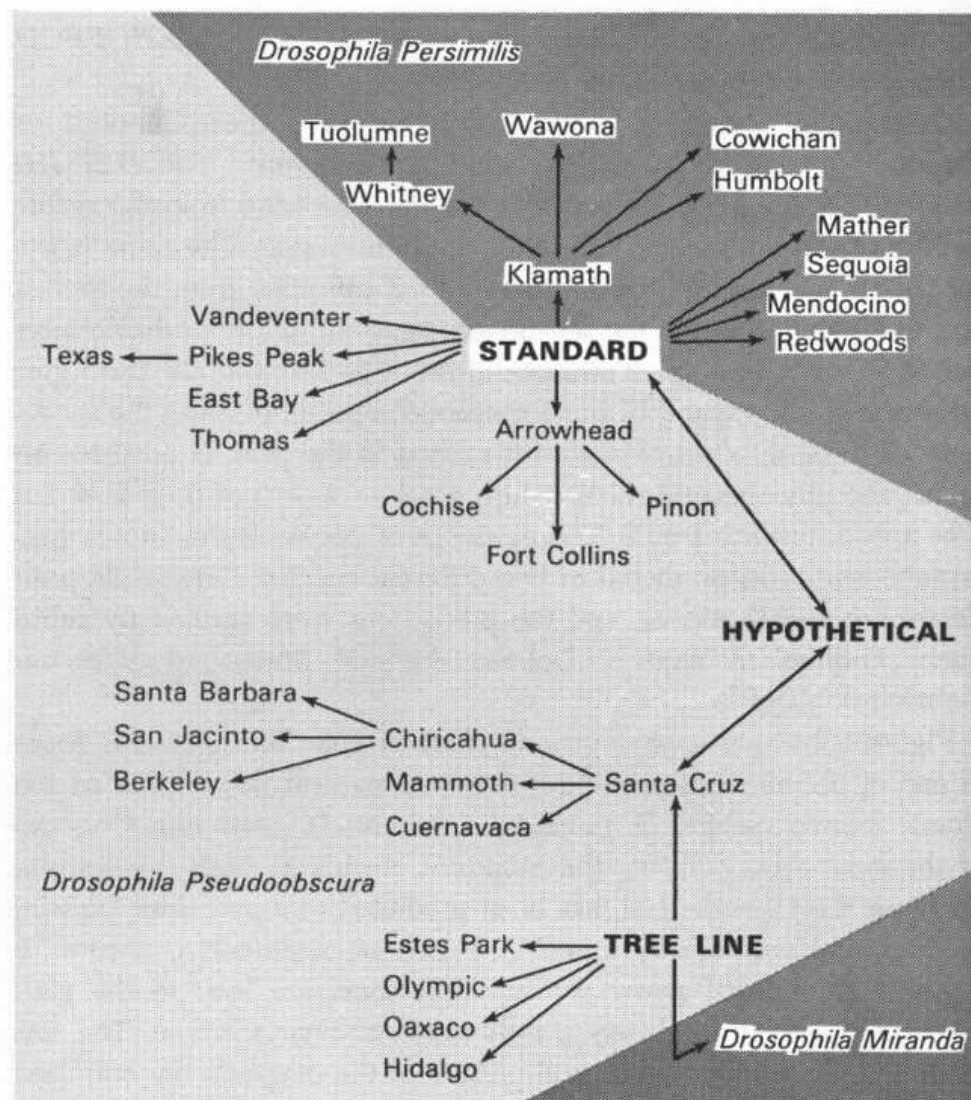 Drosophila Persimilis
Tuolumne
Wawona
Cowichan
Whitney
Humbolt
Klamath
Mather
Sequoia
Mendocino
Redwoods
Vandeventer
STANDARD
Texas
Pikes Peak
East Bay
Thomas
Arrowhead
Cochise
Pinon
Fort Collins
HYPOTHETICAL
Santa Barbara
San Jacinto
Chiricahua
Berkeley
Mammoth
Santa Cruz
Cuernavaca
Drosophila Pseudoobscura
Estes Park
TREE LINE
Olympic
Oaxaco
Hidalgo
Drosophila Miranda